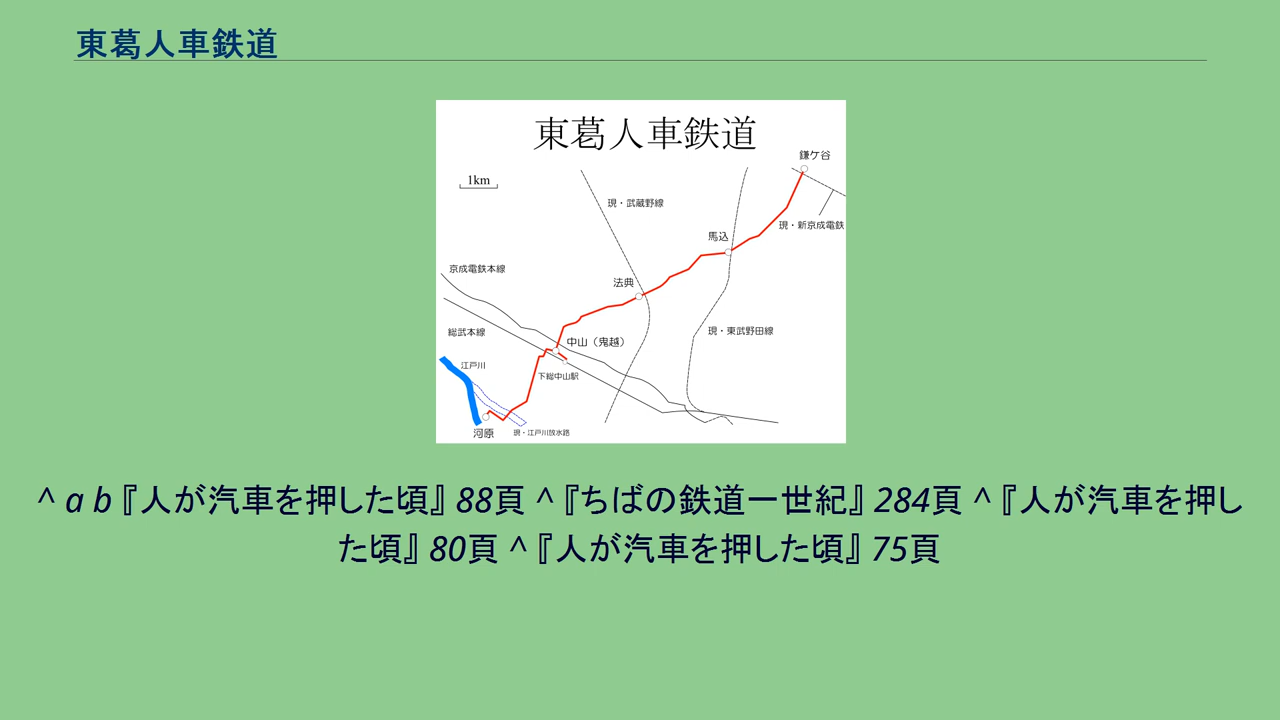 東葛人車鉄道
東葛人車鉄道
鎌ケ谷
1km
現・武蔵野線
現・新京成電鉄
馬込
京成電鉄本線
法典
総武本線
現・東武野田線
中山（鬼越）
江戸川
下総中山駅
河原
現・江戸川放水路
^ a b『人が汽車を押した頃』88頁 ^『ちばの鉄道一世紀』284頁 ^『人が汽車を押し
た頃』80頁 ^『人が汽車を押した頃』75頁